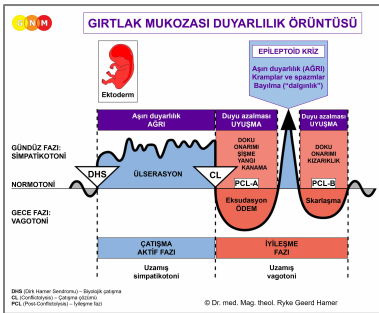 GNM
GIRTLAK MUKOZASI DUYARLILIK ÖRÜNTÜSÜ
EPİLEPTOİD KRİZ
Aşırı duyarlılık (AĞRI)
Kramplar ve spazmlar
Bayılma (“dalgınlık”)
Ektoderm
Aşırı duyarlılık
AĞRI
Duyu azalması
UYUŞMA
Duyu azalması
UYUŞMA
GÜNDÜZ FAZI:
SİMPATİKOTONİ
DOKU
ONARIMI
ŞİŞME
YANGI
KANAMA
DOKU
ONARIMI
KIZARIKLIK
DHS
ÜLSERASYON
CL
NORMOTONİ
PCL-A
PCL-B
Eksudasyon
ÖDEM
Skarlaşma
GECE FAZI:
VAGOTONİ
ÇATIŞMA
AKTİF FAZI
İYİLEŞME
FAZI
Uzamış
simpatikotoni
Uzamış
vagotoni
DHS (Dirk Hamer Sendromu) – Biyolojik çatışma
CL (Conflictolysis) – Çatışma çözümü
PCL (Post-Conflictolysis) – İyileşme fazı
© Dr. med. Mag. theol. Ryke Geerd Hamer